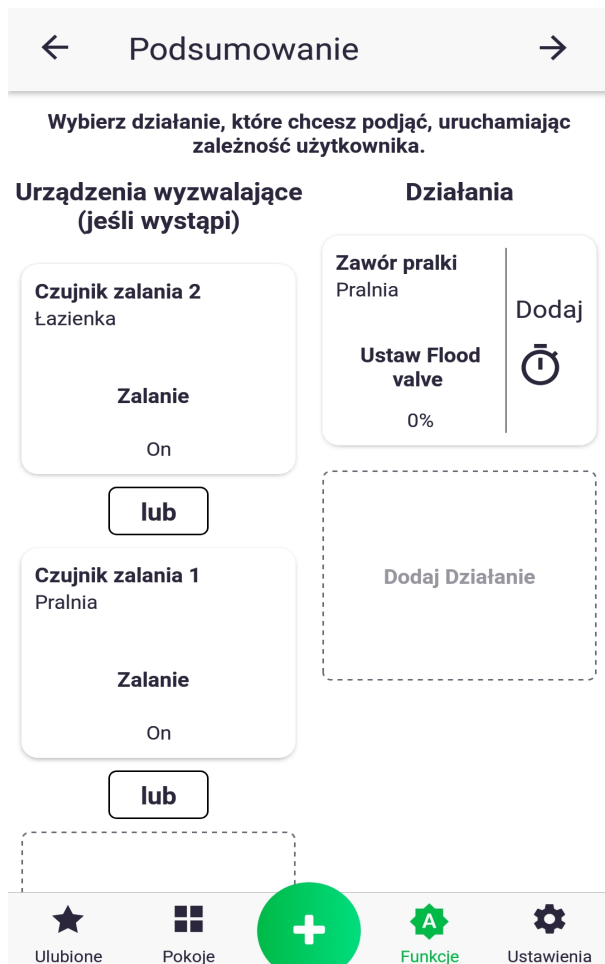 Podsumowanie
Wybierz działanie, które chcesz podjąć, uruchamiając
zależność użytkownika.
Urządzenia wyzwalające
(jeśli wystąpi)
Czujnik zalania 2
Łazienka
Zalanie
On
lub
Czujnik zalania 1
Pralnia
Zalanie
On
lub
Działania
Zawór pralki
Pralnia
Ustaw Flood
valve
0%
Dodaj
Dodaj Działanie
Ulubione
Pokoje
A
Funkcje
Ustawienia